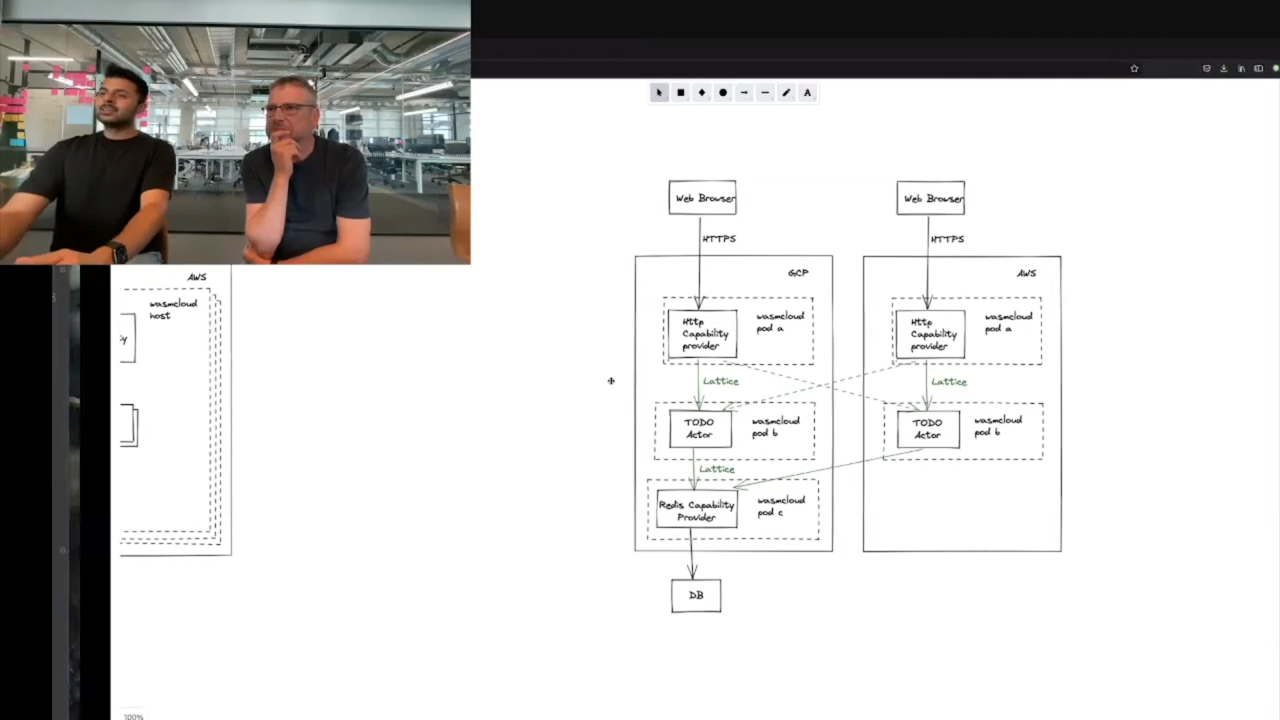 A
Web Browser
Web Browser
HTTPS
HTTPS
AWS
wasmcloud
host
GCP
Http
Capability
provider
wasmcloud
pod a
Lattice
TODO
Actor
wasmcloud
pod b
Lattice
Redis Capability
Provider
wasmcloud
pod c
DB
AWS
Http
Capability
provider
wasmcloud
pod a
Lattice
TODO
Actor
wasmcloud
pod b
100%